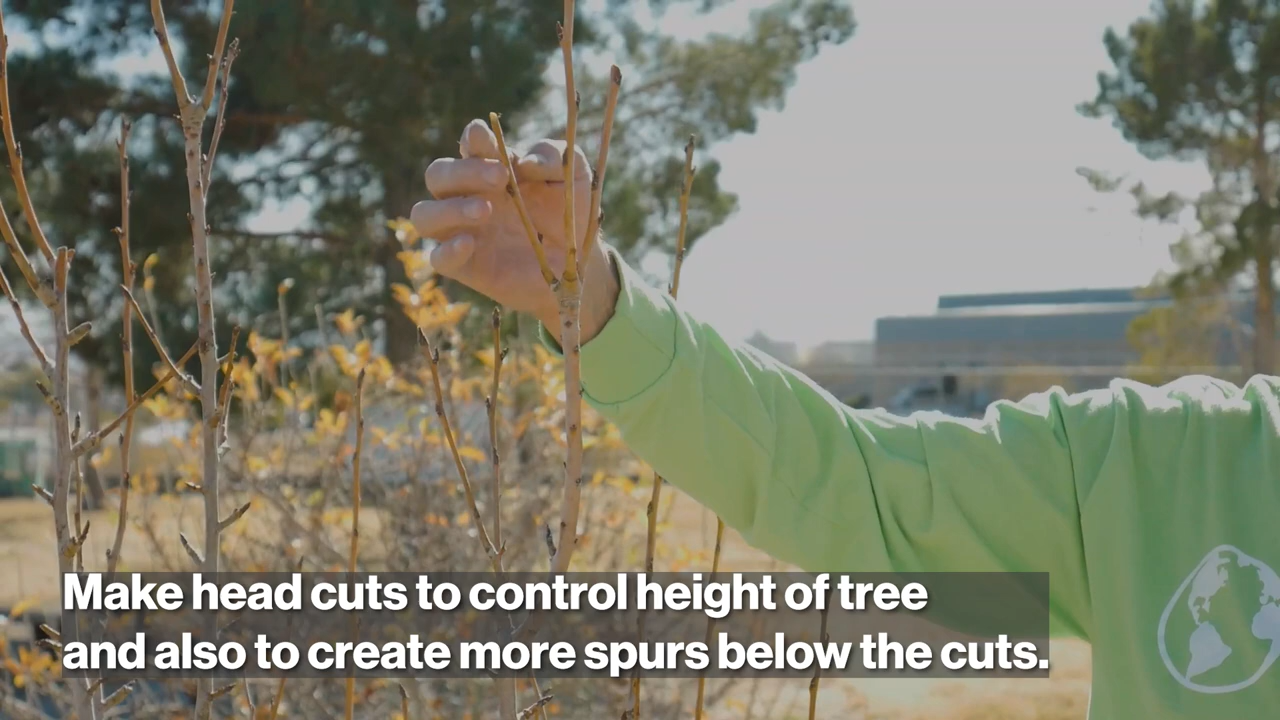 Make head cuts to control height of tree
and also to create more spurs below the cuts.